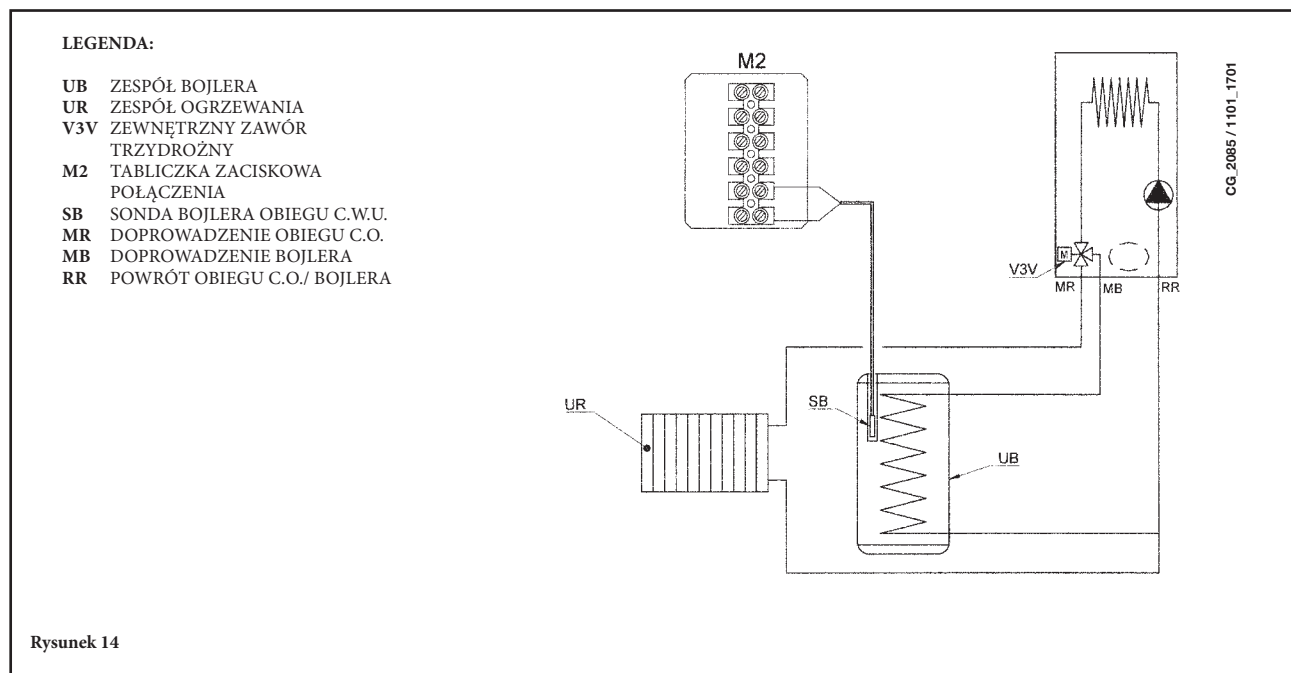 LEGENDA:
UB ZESPÓŁ BOJLERA
UR ZESPÓŁ OGRZEWANIA
V3V ZEWNĘTRZNY ZAWÓR
TRZYDROŻNY
M2 TABLICZKA ZACISKOWA
POŁĄCZENIA
SB SONDA BOJLERA OBIEGU C.W.U.
MR DOPROWADZENIE OBIEGU C.O.
MB DOPROWADZENIE BOJLERA
RR POWRÓT OBIEGU C.O./ BOJLERA
M2
CG_2085 / 1101_1701
M
V3V
MR MB RR
UR
SB
UB
Rysunek 14